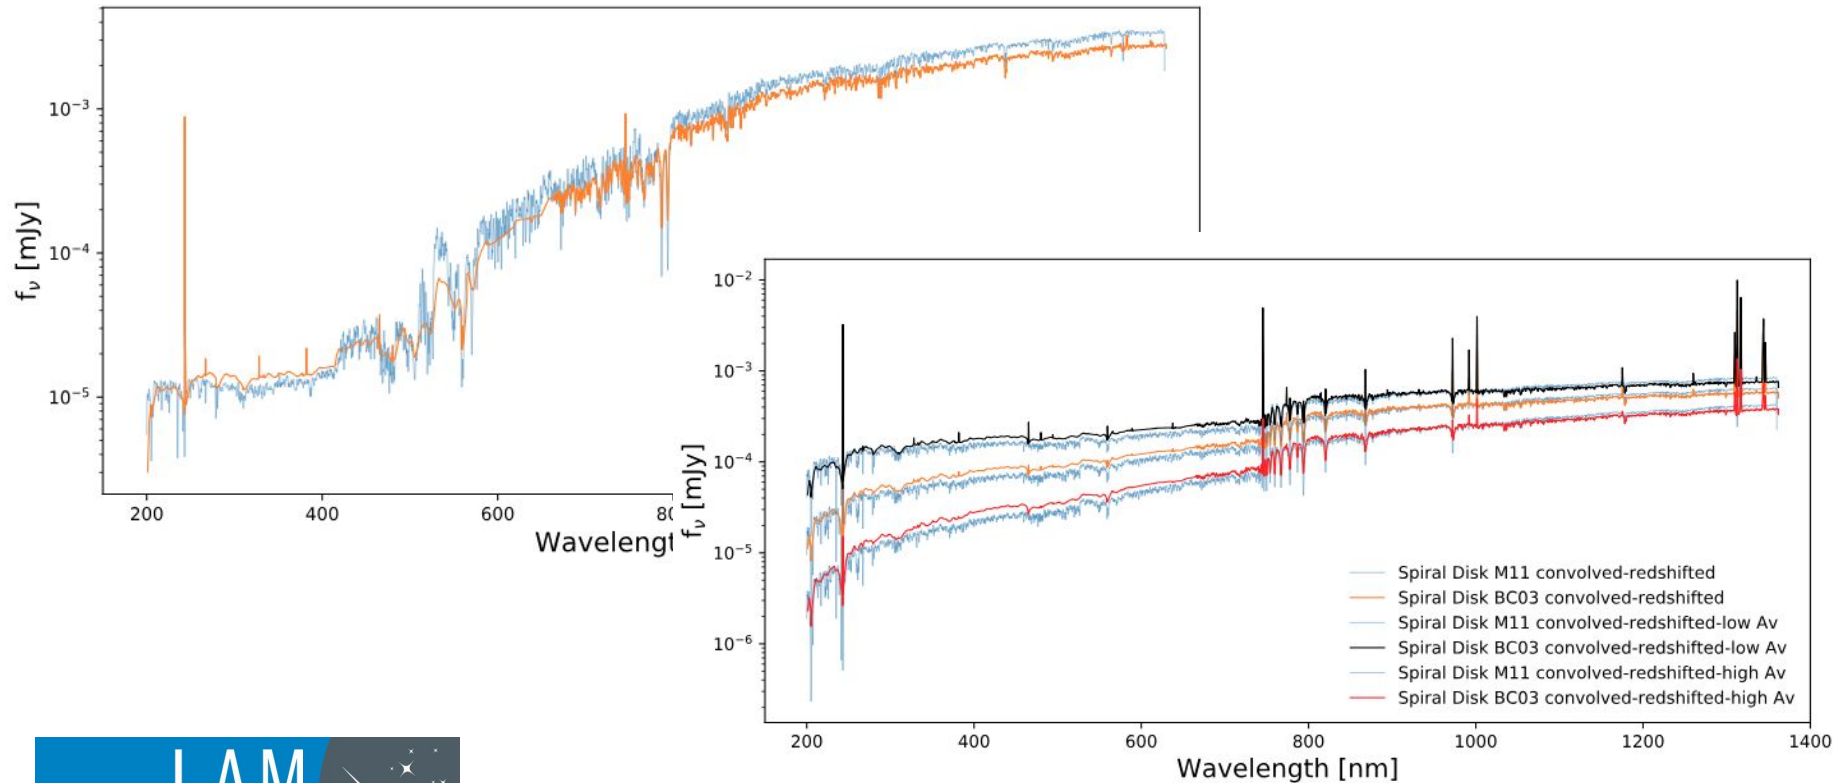 10⁻³
10⁻⁴
10⁻⁵
fν [mJy]
200
400
600
80
Wavelengt
10⁻²
10⁻³
10⁻⁴
10⁻⁵
10⁻⁶
fν [mJy]
Spiral Disk M11 convolved-redshifted
Spiral Disk BC03 convolved-redshifted
Spiral Disk M11 convolved-redshifted-low Av
Spiral Disk BC03 convolved-redshifted-low Av
Spiral Disk M11 convolved-redshifted-high Av
Spiral Disk BC03 convolved-redshifted-high Av
200
400
600
800
1000
1200
1400
Wavelength [nm]
LAM